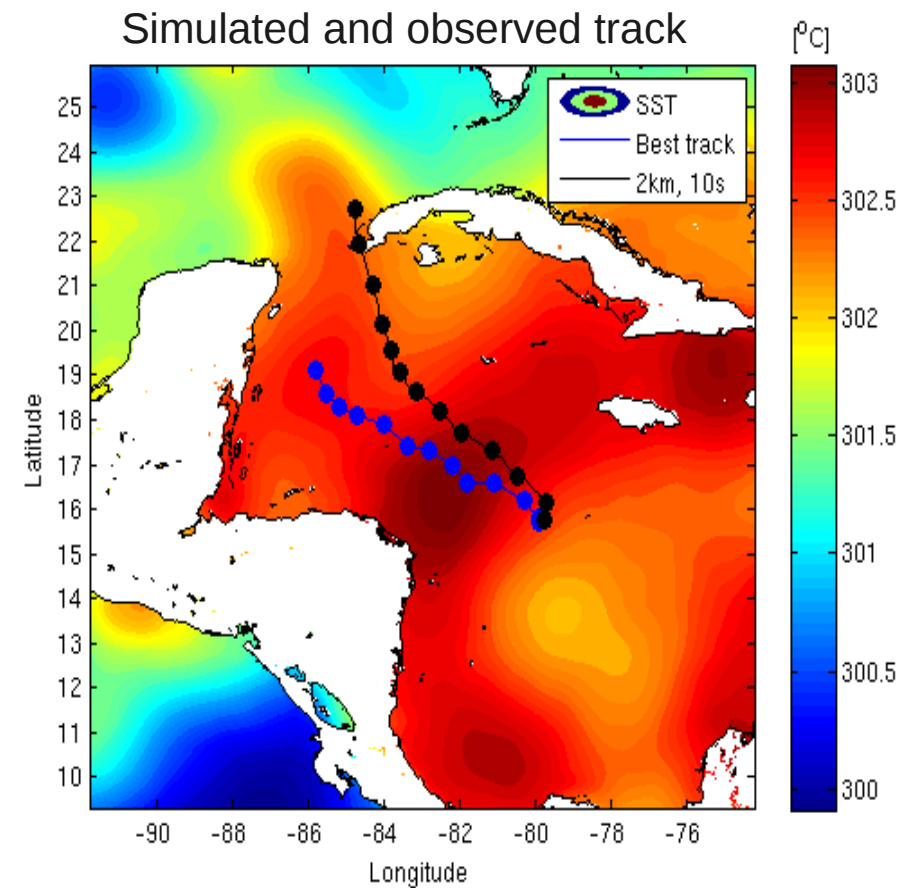 Simulated and observed track
[°C]
SST
Best track
2km, 10s
303
302.5
302
301.5
301
300.5
300
25
24
23
22
21
20
19
18
17
16
15
14
13
12
11
10
Latitude
-90 -88 -86 -84 -82 -80 -78 -76
Longitude